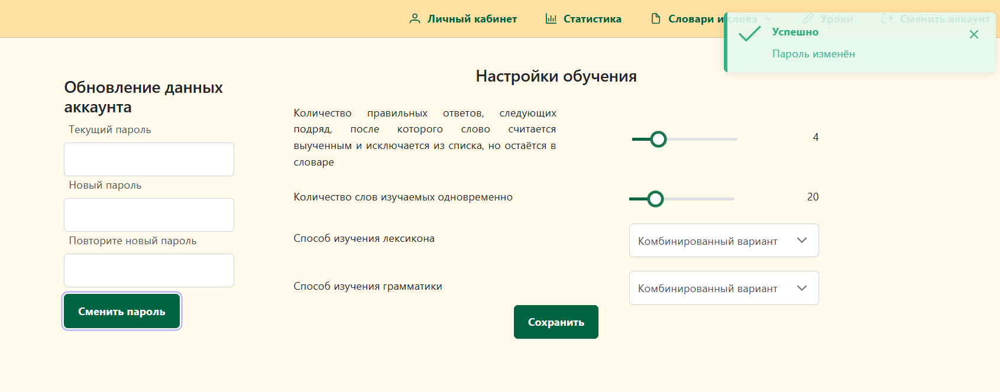 Личный кабинет
Статистика
Словари и слова
Уроки
Сменить аккаунт
Успешно
Пароль изменён
Обновление данных
аккаунта
Текущий пароль
Новый пароль
Повторите новый пароль
Сменить пароль
Настройки обучения
Количество правильных ответов, следующих
подряд, после которого слово считается
выученным и исключается из списка, но остаётся в
словаре
4
Количество слов изучаемых одновременно
20
Способ изучения лексикона
Комбинированный вариант
Способ изучения грамматики
Комбинированный вариант
Сохранить